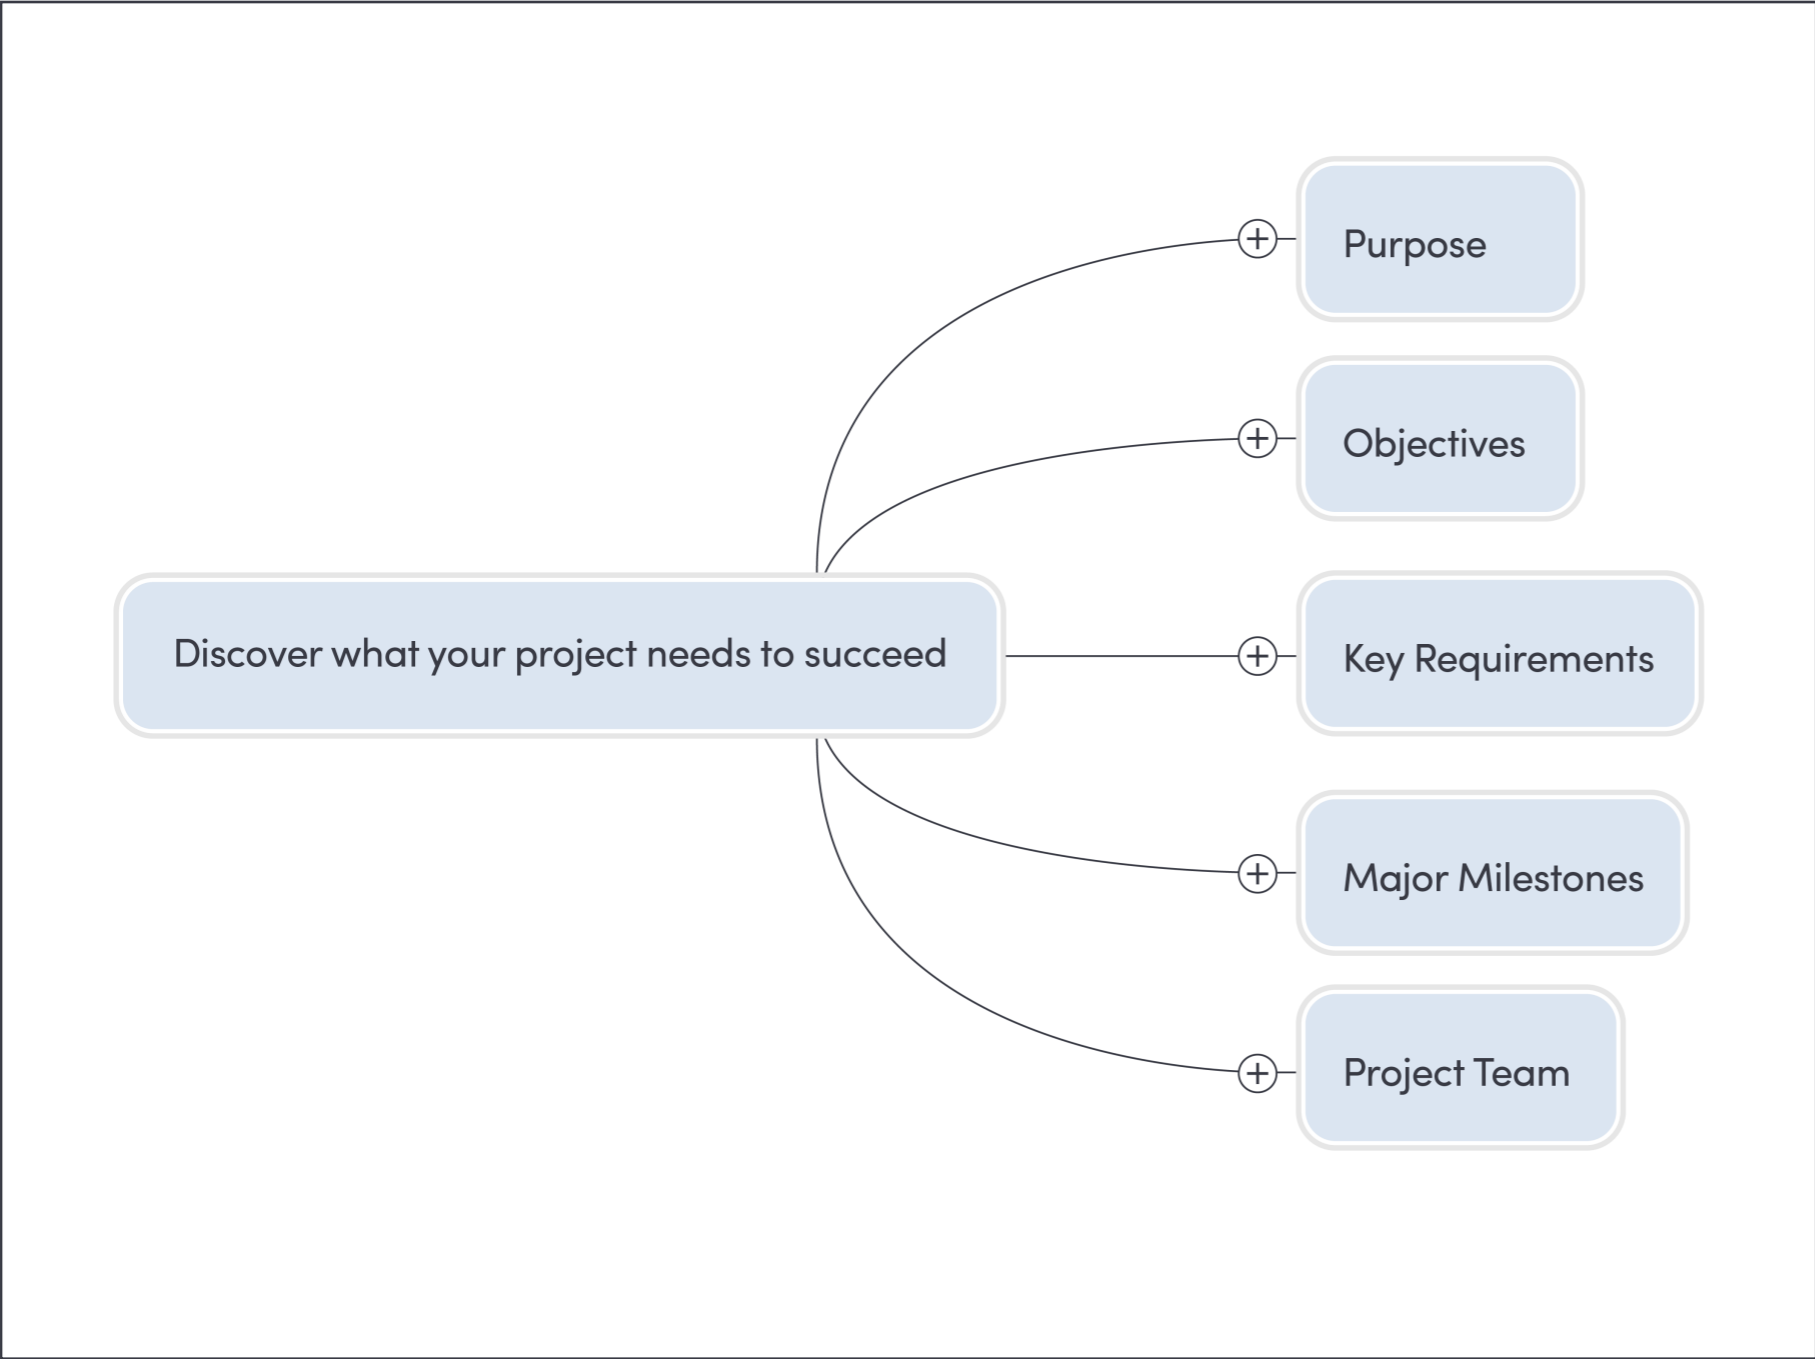 Purpose
Objectives
Discover what your project needs to succeed
Key Requirements
Major Milestones
Project Team